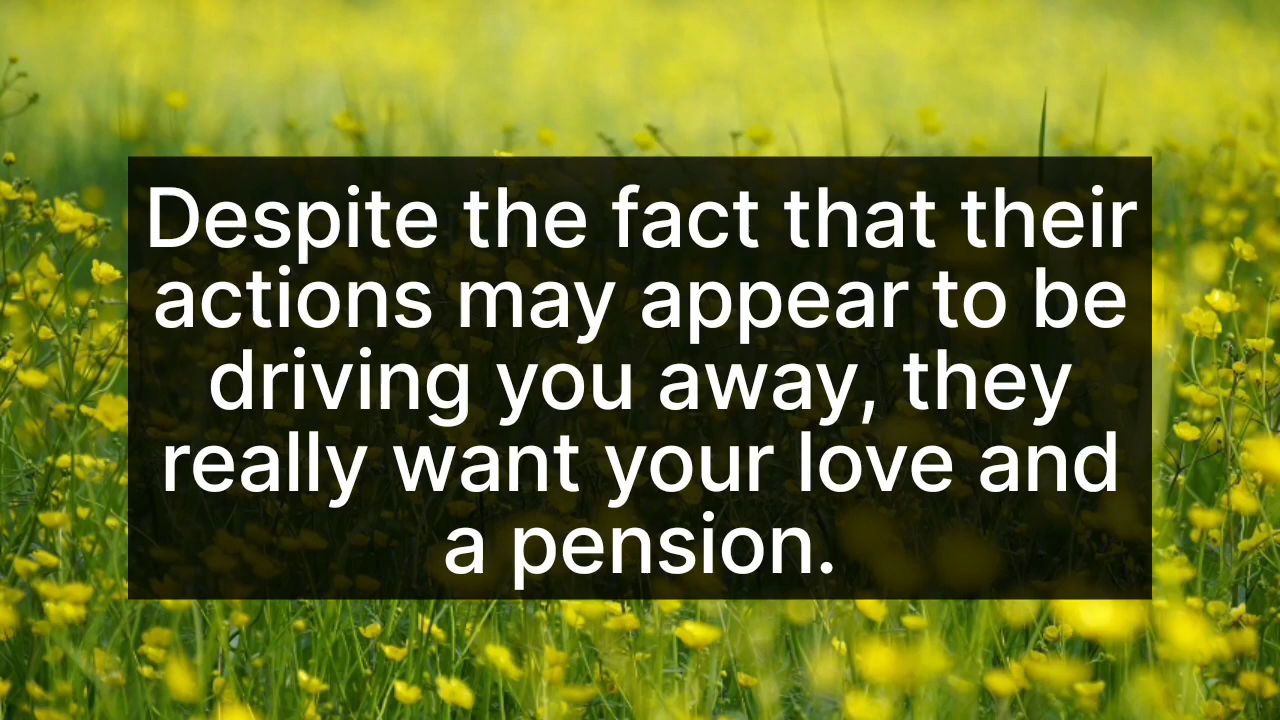 Despite the fact that their
actions may appear to be
driving you away, they
really want your love and
a pension.